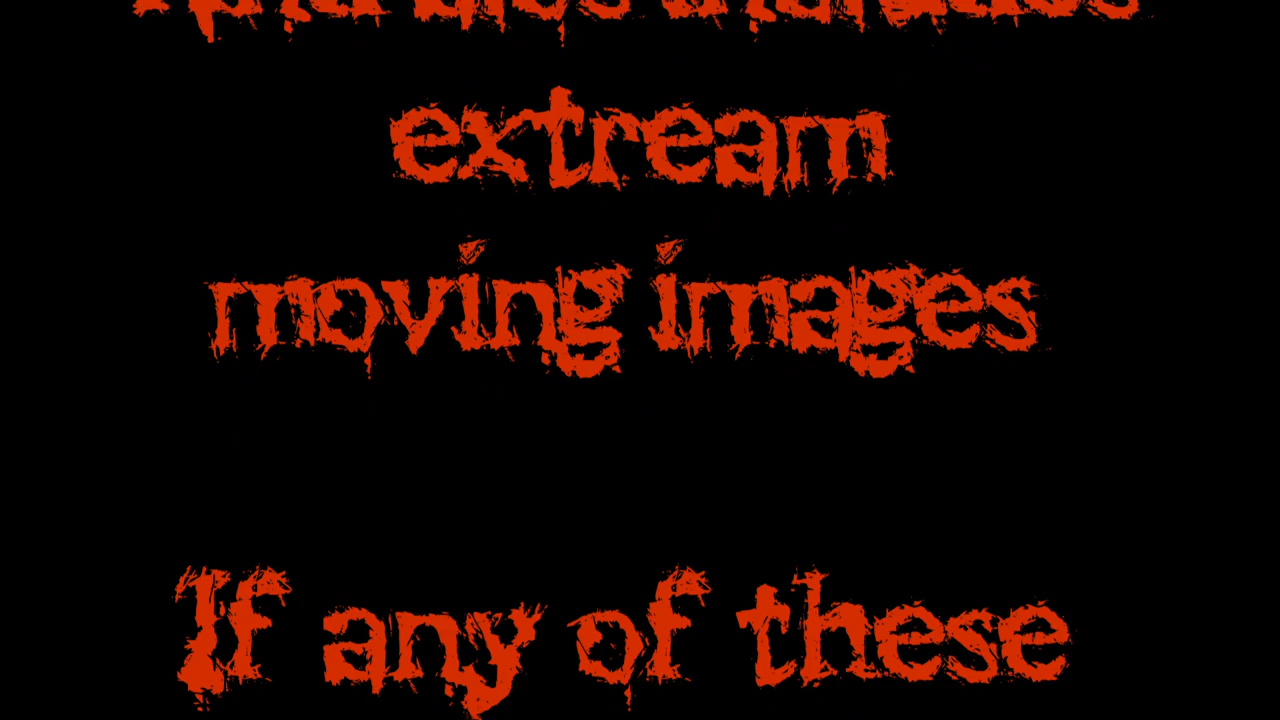 extream
moving images
If any of these